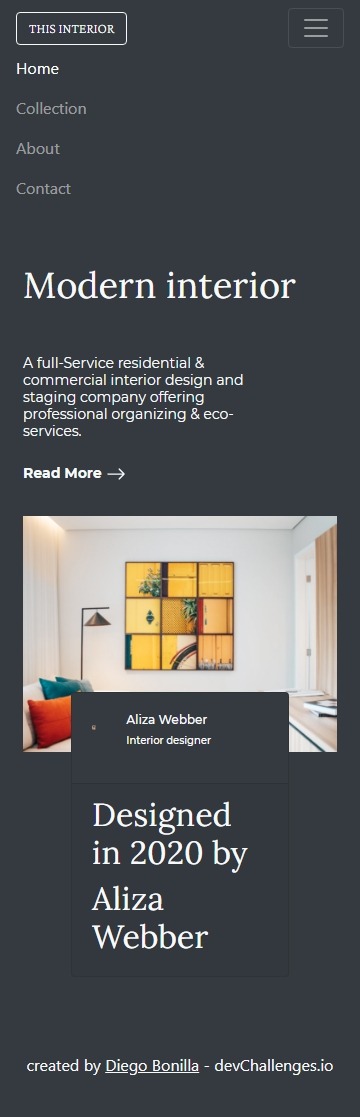 THIS INTERIOR
Home
Collection
About
Contact
Modern interior
A full-Service residential &
commercial interior design and
staging company offering
professional organizing & eco-
services.
Read More
Aliza Webber
Interior designer
Designed
in 2020 by
Aliza
Webber
created by Diego Bonilla - devChallenges.io